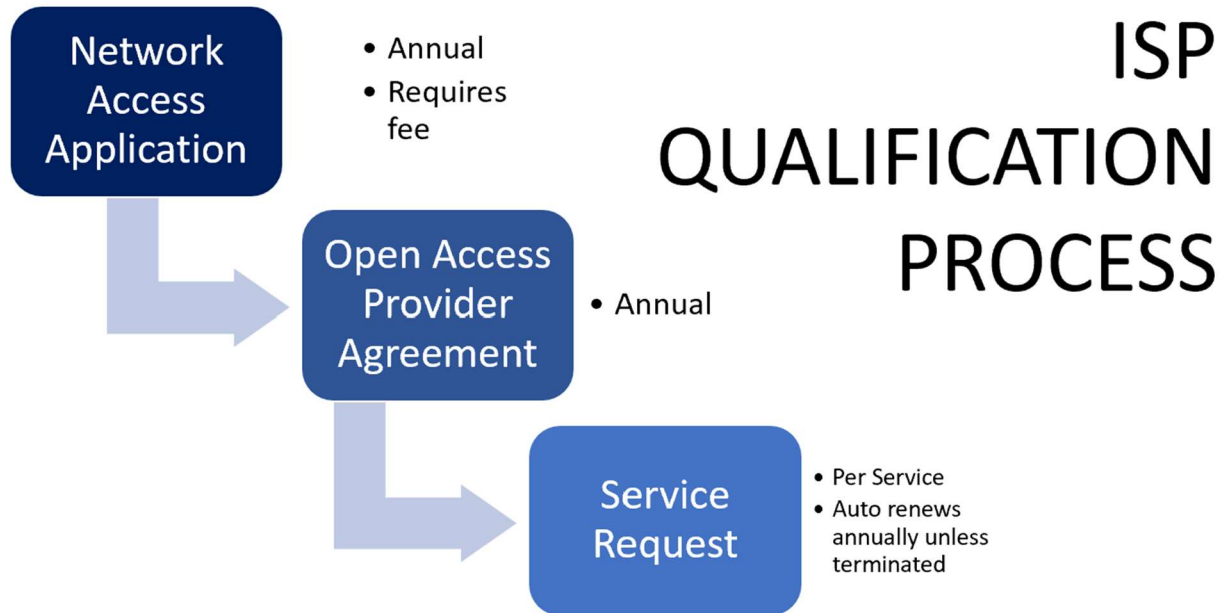 Network
Access
Application
• Annual
• Requires
fee
ISP
QUALIFICATION
PROCESS
Open Access
Provider
Agreement
• Annual
Service
Request
• Per Service
• Auto renews
annually unless
terminated